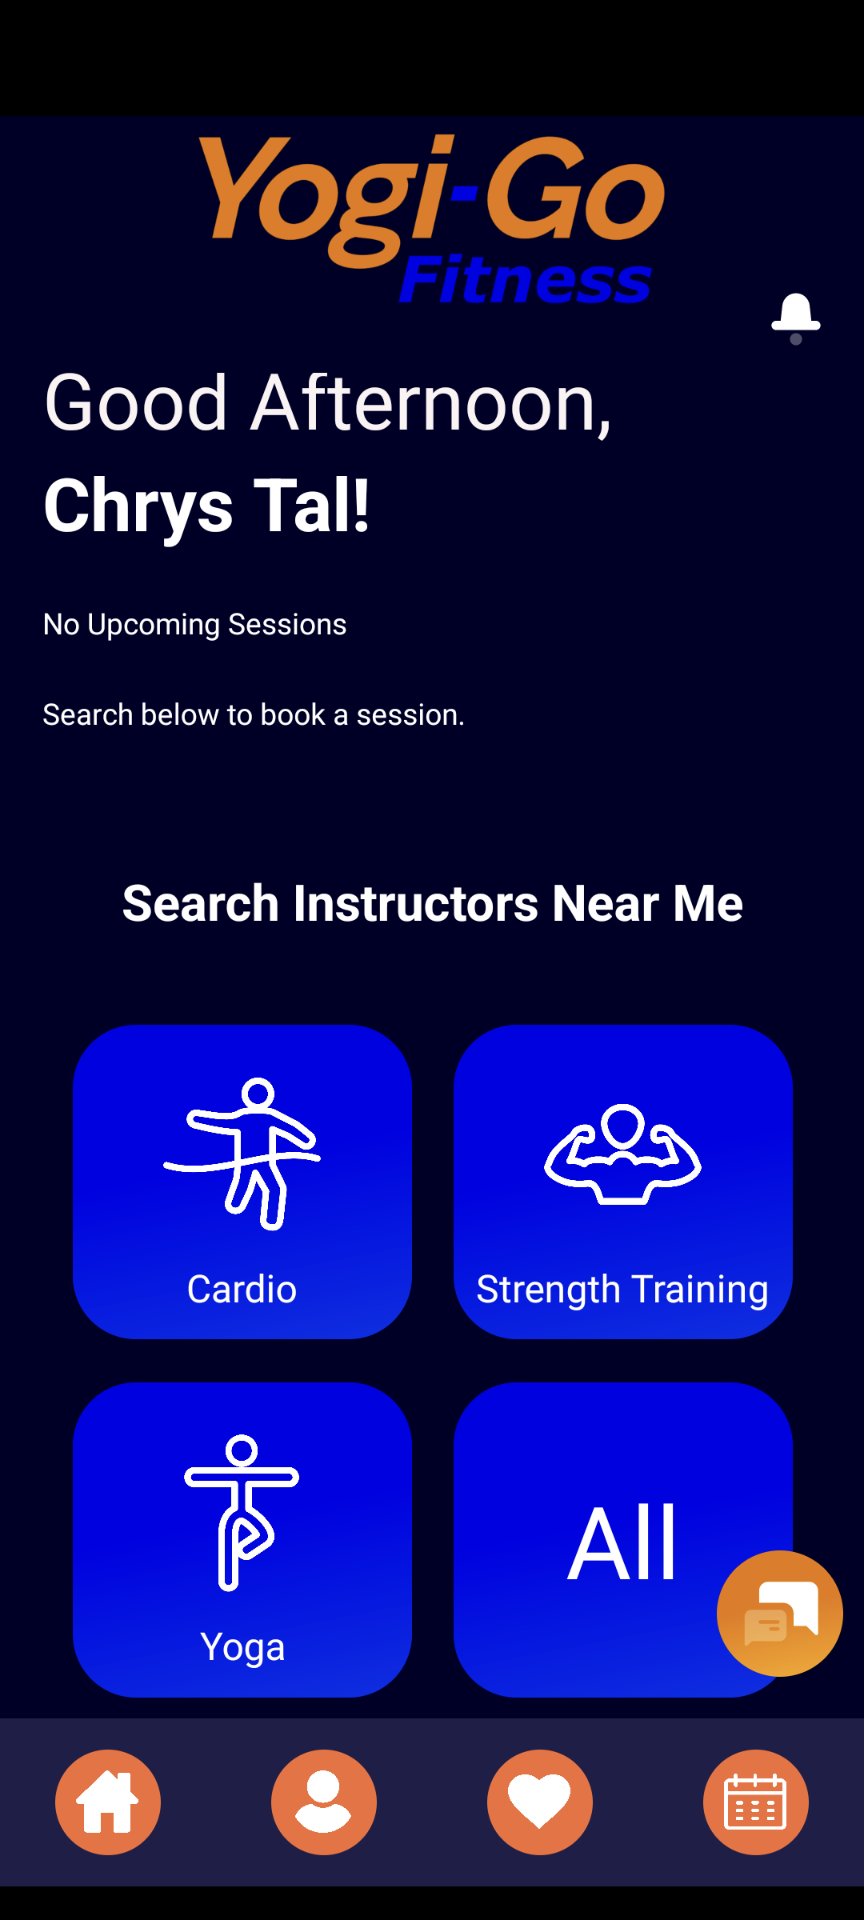 Yogi-Go
Fitness
Good Afternoon,
Chrys Tal!
No Upcoming Sessions
Search below to book a session.
Search Instructors Near Me
Cardio
Strength Training
Yoga
All